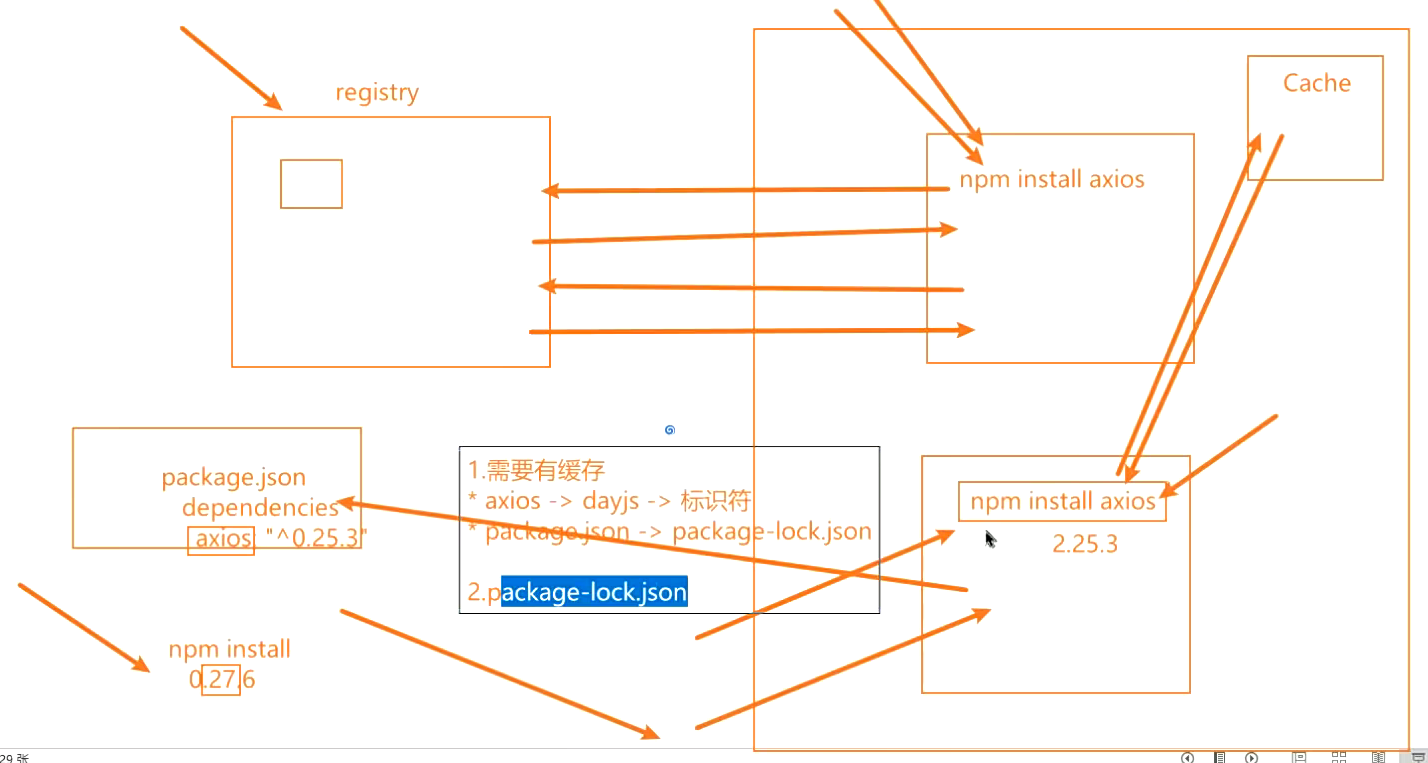 registry
Cache
npm install axios
package.json
dependencies
axios: "^0.25.3"
1.需要有缓存
* axios -> dayjs -> 标识符
* package.json -> package-lock.json
2.package-lock.json
npm install axios
2.25.3
npm install
0.27.6
29 张